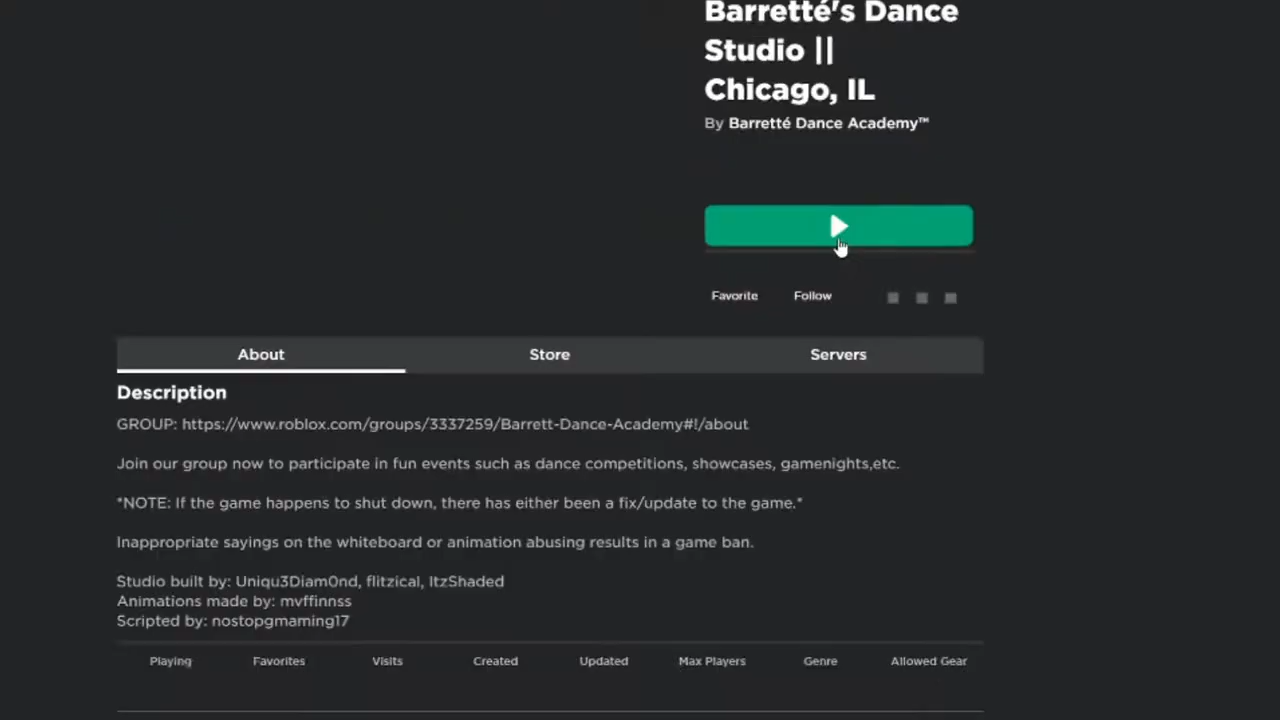 Barretté's Dance
Studio ||
Chicago, IL
By Barretté Dance Academy™
Favorite Follow
About Store Servers
Description
GROUP: https://www.roblox.com/groups/3337259/Barrett-Dance-Academy#!/about
Join our group now to participate in fun events such as dance competitions, showcases, gamenights,etc.
*NOTE: If the game happens to shut down, there has either been a fix/update to the game.*
Inappropriate sayings on the whiteboard or animation abusing results in a game ban.
Studio built by: Uniqu3Diam0nd, flitzical, ItzShaded
Animations made by: mvffinnss
Scripted by: nostopgmaming17
Playing Favorites Visits Created Updated Max Players Genre Allowed Gear